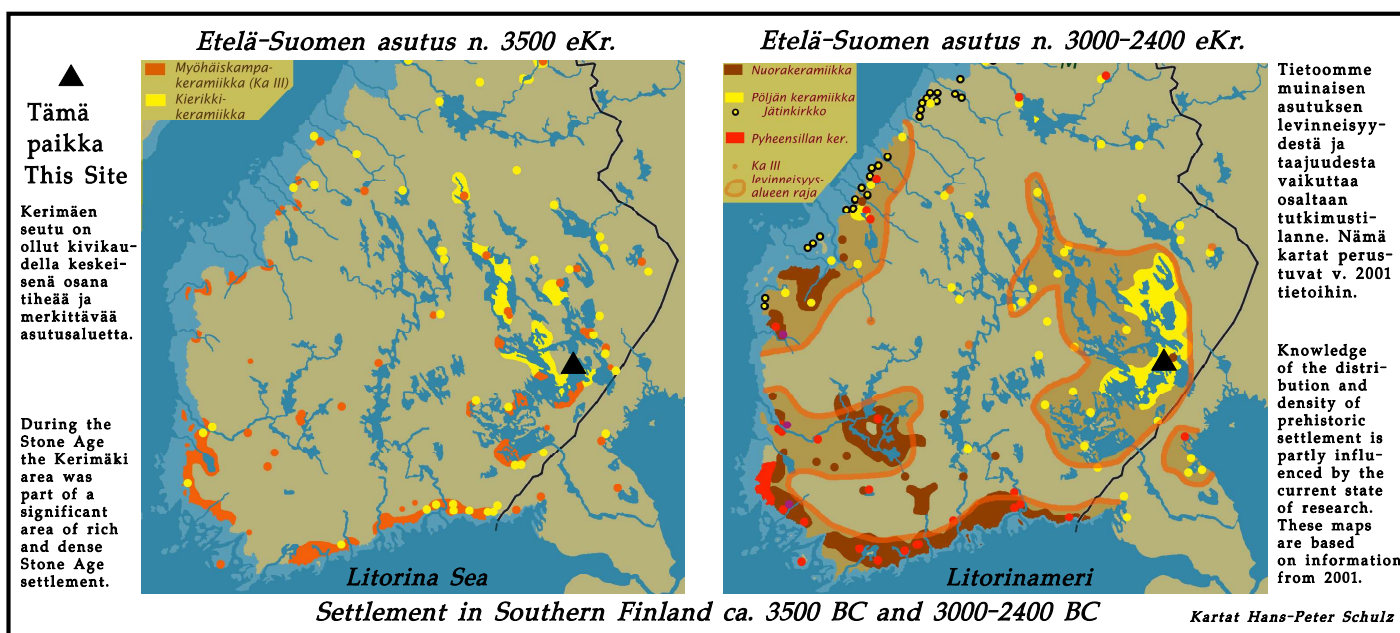 Etelä-Suomen asutus n. 3500 eKr.
Etelä-Suomen asutus n. 3000-2400 eKr.
Tämä
paikka
This Site
Kerimäen
seutu on
ollut kivikau-
della keskei-
senä osana
tiheää ja
merkittävää
asutusaluetta.
During the
Stone Age
the Kerimäki
area was
part of a
significant
area of rich
and dense
Stone Age
settlement.
Myöhäiskampa-
keramiikka (Ka III)
Kierikki-
keramiikka
Litorina Sea
Nuorakeramiikka
Pöljän keramiikka
Jätinkirkko
Pyheensillan ker.
Ka III
levinneisyys-
alueen raja
M
Litorinameri
Tietoomme
muinaisen
asutuksen
levinneisyy-
destä ja
taajuudesta
vaikuttaa
osaltaan
tutkimusti-
lanne. Nämä
kartat perus-
tuvat v. 2001
tietoihin.
Knowledge
of the distri-
bution and
density of
prehistoric
settlement is
partly influ-
enced by the
current state
of research.
These maps
are based
on information
from 2001.
Settlement in Southern Finland ca. 3500 BC and 3000-2400 BC
Kartat Hans-Peter Schulz